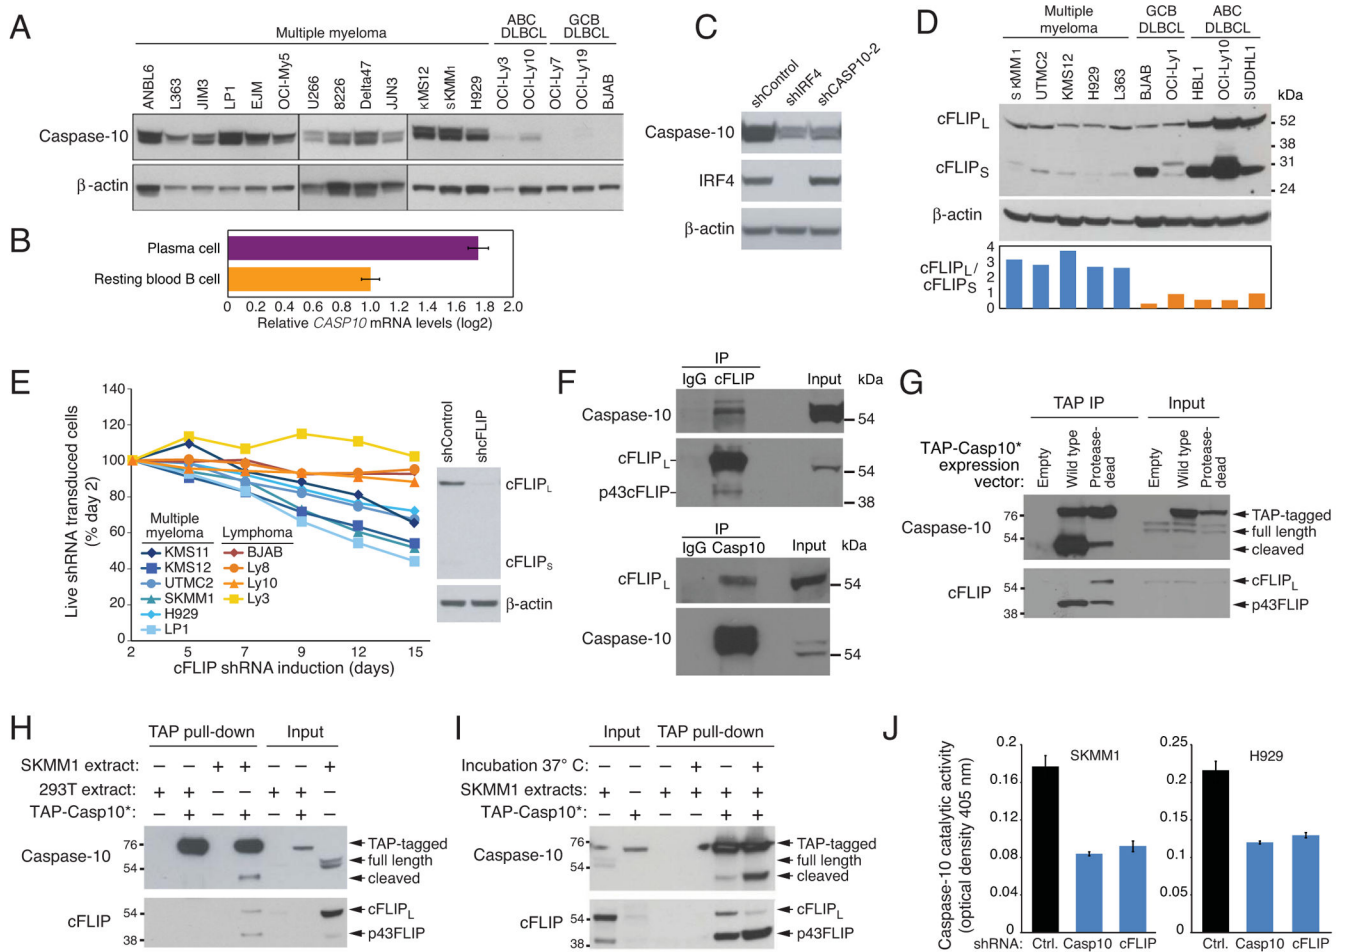 A
Multiple myeloma
ABC
DLBCL
GCB
DLBCL
ANBL6
L363
JIM3
LP1
EJM
OCI-My5
U266
8226
Delta47
JJN3
KMS12
SKMM1
H929
OCI-Ly3
OCI-Ly10
OCI-Ly7
OCI-Ly19
BJAB
Caspase-10
β-actin
B
Plasma cell
Resting blood B cell
0 0.2 0.4 0.6 0.8 1.0 1.2 1.4 1.6 1.8 2.0
Relative CASP10 mRNA levels (log2)
C
shControl
shIRF4
shCASP10-2
Caspase-10
IRF4
β-actin
D
Multiple
myeloma
GCB
DLBCL
ABC
DLBCL
SKMM1
UTMC2
KMS12
H929
L363
BJAB
OCI-Ly1
HBL1
OCI-Ly10
SUDHL1
kDa
cFLIPL
52
38
cFLIPS
31
24
β-actin
cFLIPL/
cFLIPS
4
3
2
1
0
E
Live shRNA transduced cells
(% day 2)
140
120
100
80
60
40
20
0
Multiple
myeloma
KMS11
KMS12
UTMC2
SKMM1
H929
LP1
Lymphoma
BJAB
Ly8
Ly10
Ly3
2 5 7 9 12 15
cFLIP shRNA induction (days)
shControl
shcFLIP
cFLIPL
cFLIPS
β-actin
F
IP
IgG cFLIP Input kDa
Caspase-10
54
cFLIPL
54
p43cFLIP
38
IP
IgG Casp10 Input kDa
cFLIPL
54
Caspase-10
54
G
TAP IP Input
TAP-Casp10*
expression
vector:
Empty
Wild type
Protease-
dead
Empty
Wild type
Protease-
dead
Caspase-10
76
54
TAP-tagged
full length
cleaved
cFLIP
54
38
cFLIPL
p43FLIP
H
TAP pull-down Input
SKMM1 extract: – – + + – – +
293T extract: + + – – + + –
TAP-Casp10*: – + – + – + –
Caspase-10
76
54
TAP-tagged
full length
cleaved
cFLIP
54
38
cFLIPL
p43FLIP
I
Input TAP pull-down
Incubation 37° C: – – – + – +
SKMM1 extracts: + – + + + +
TAP-Casp10*: – + – – + +
Caspase-10
76
54
TAP-tagged
full length
cleaved
cFLIP
54
38
cFLIPL
p43FLIP
J
Caspase-10 catalytic activity
(optical density 405 nm)
SKMM1
0.2
0.16
0.12
0.08
0.04
0
H929
0.25
0.2
0.15
0.1
0.05
0
shRNA: Ctrl. Casp10 cFLIP
Ctrl. Casp10 cFLIP